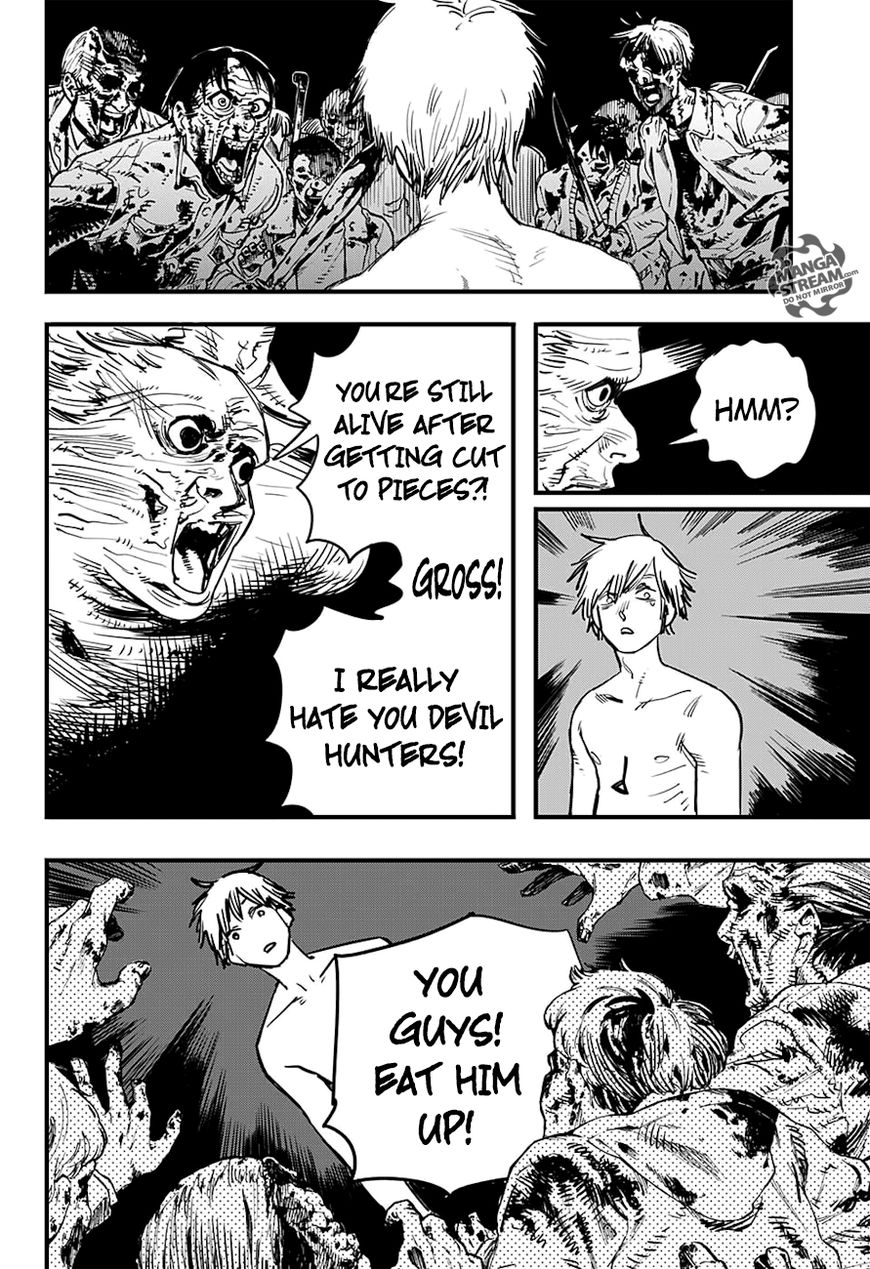 MANGA
STREAM.com
DO NOT MIRROR
HMM?
YOU'RE STILL
ALIVE AFTER
GETTING CUT
TO PIECES?!
GROSS!
I REALLY
HATE YOU DEVIL
HUNTERS!
YOU
GUYS!
EAT HIM
UP!